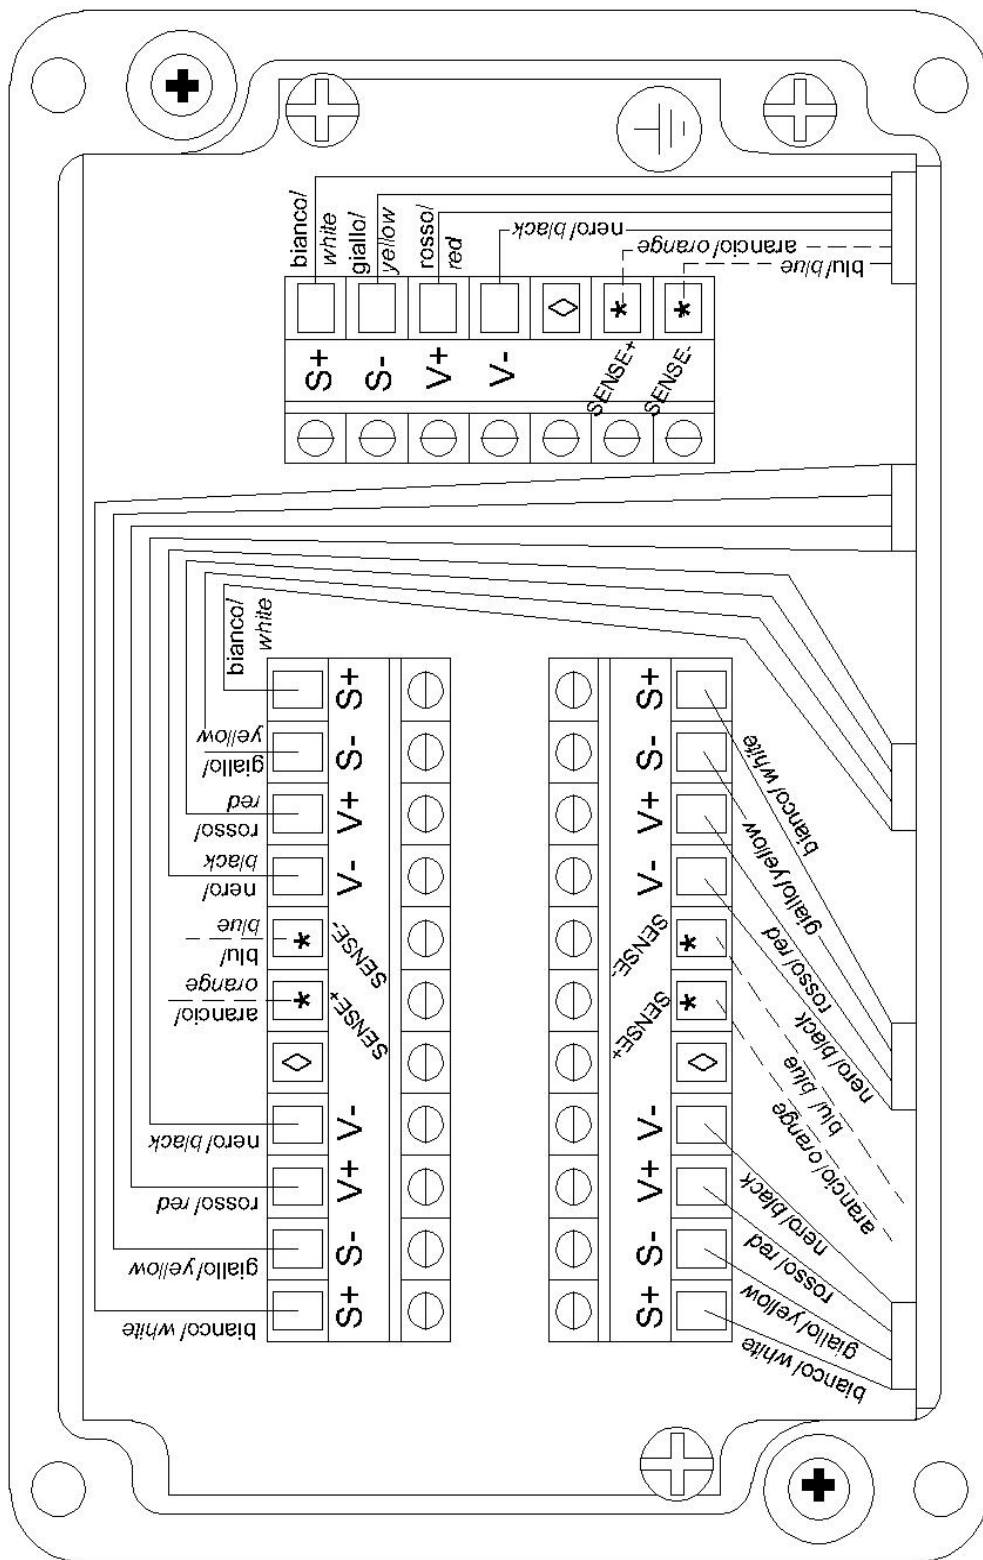 bianco/
white
giallo/
yellow
rosso/
red
nero/black
arancio/orange
blu/blue
S+
S-
V+
V-
SENSE+
SENSE-
bianco/
white
giallo/
yellow
rosso/
red
nero/
black
blu/
blue
arancio/
orange
nero/black
rosso/red
giallo/yellow
bianco/white
S+
S-
V+
V-
SENSE-
SENSE+
V-
V+
S-
S+
S+
S-
V+
V-
SENSE-
SENSE+
V-
V+
S-
S+
bianco/white
giallo/yellow
rosso/red
nero/black
blu/ blue
arancio/orange
nero/black
rosso/red
giallo/yellow
bianco/white